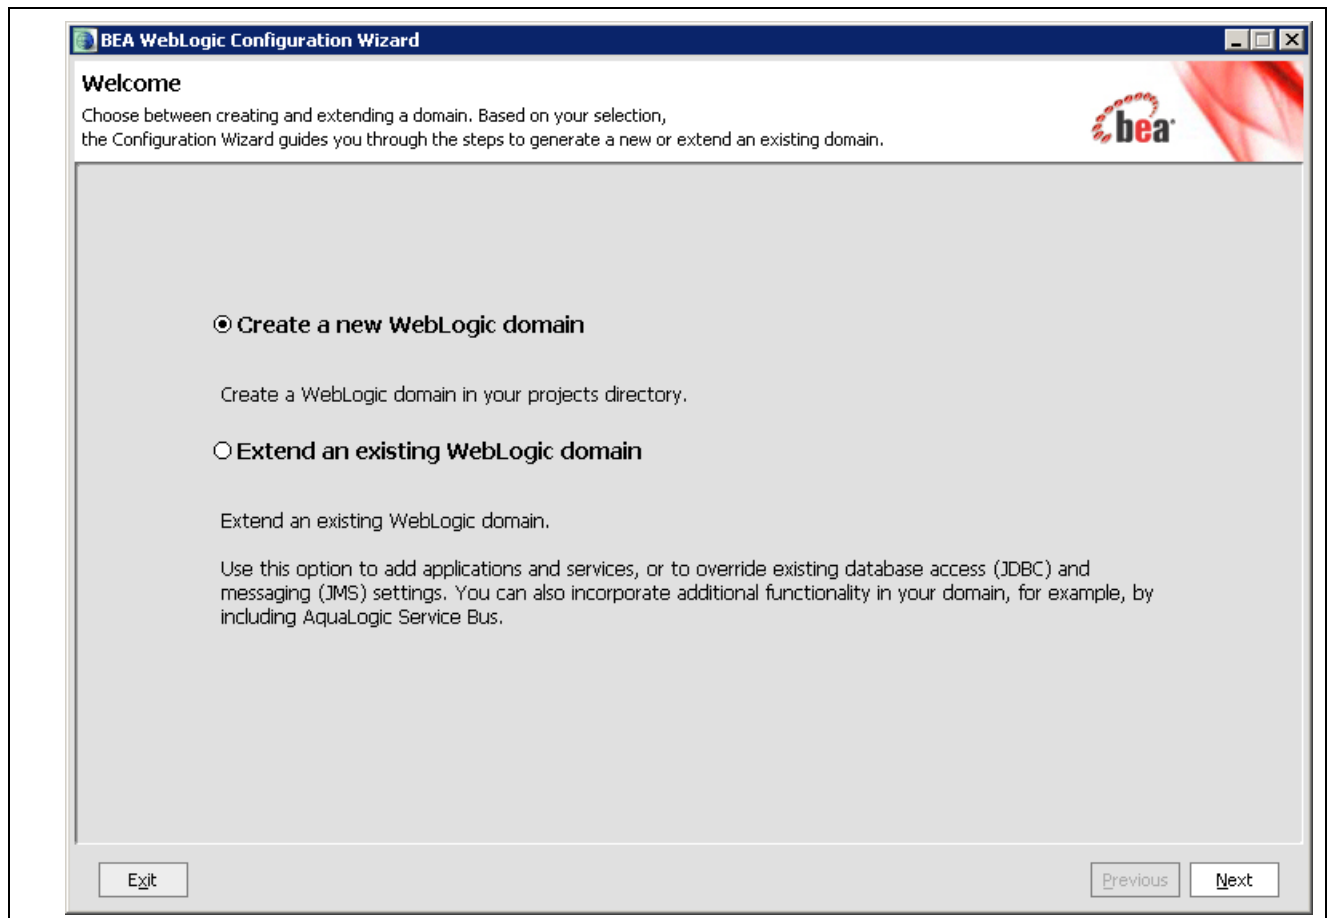 BEA WebLogic Configuration Wizard
Welcome
Choose between creating and extending a domain. Based on your selection,
the Configuration Wizard guides you through the steps to generate a new or extend an existing domain.
bea
Create a new WebLogic domain
Create a WebLogic domain in your projects directory.
Extend an existing WebLogic domain
Extend an existing WebLogic domain.
Use this option to add applications and services, or to override existing database access (JDBC) and
messaging (JMS) settings. You can also incorporate additional functionality in your domain, for example, by
including AquaLogic Service Bus.
Exit
Previous
Next